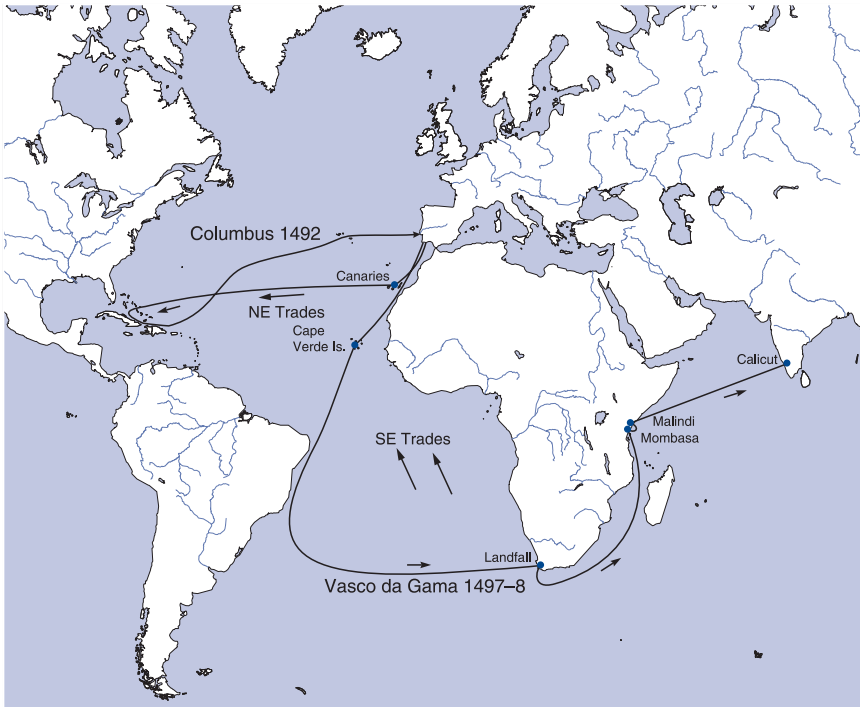 Columbus 1492
Canaries
NE Trades
Cape
Verde Is.
Calicut
Malindi
Mombasa
SE Trades
Landfall
Vasco da Gama 1497–8